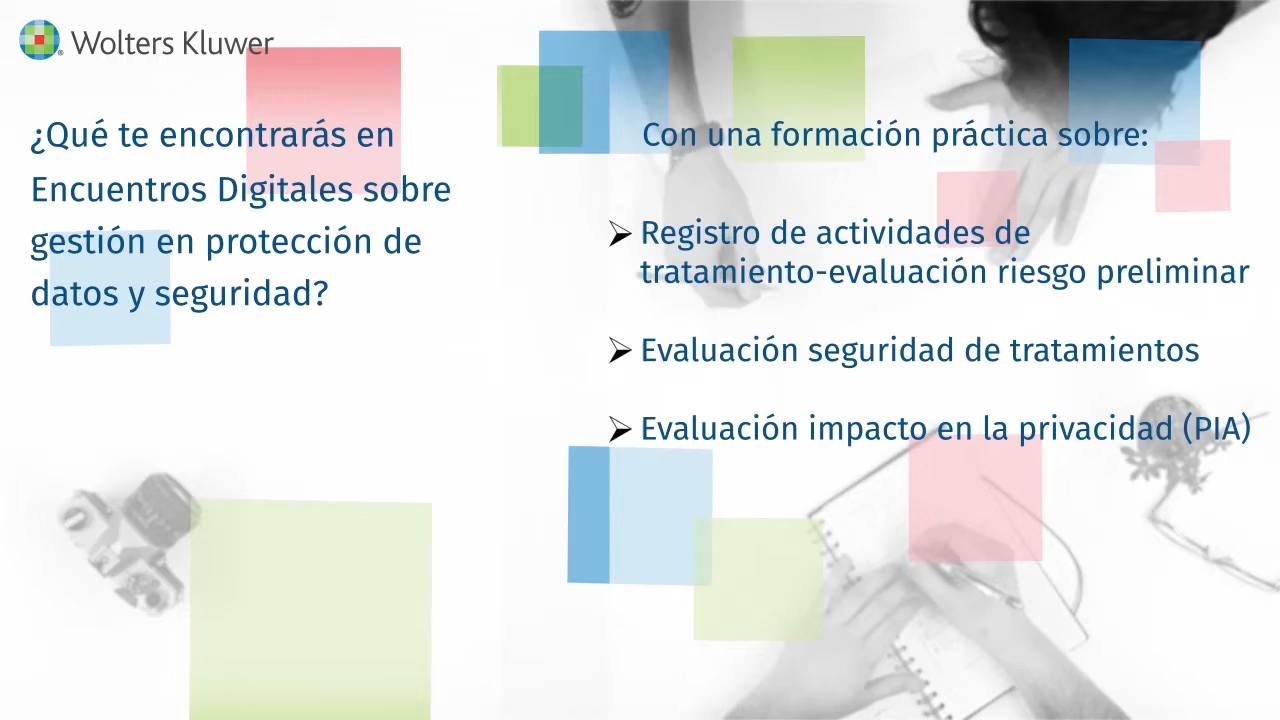 Wolters Kluwer
¿Qué te encontrarás en
Encuentros Digitales sobre
gestión en protección de
datos y seguridad?
Con una formación práctica sobre:
Registro de actividades de
tratamiento-evaluación riesgo preliminar
Evaluación seguridad de tratamientos
Evaluación impacto en la privacidad (PIA)